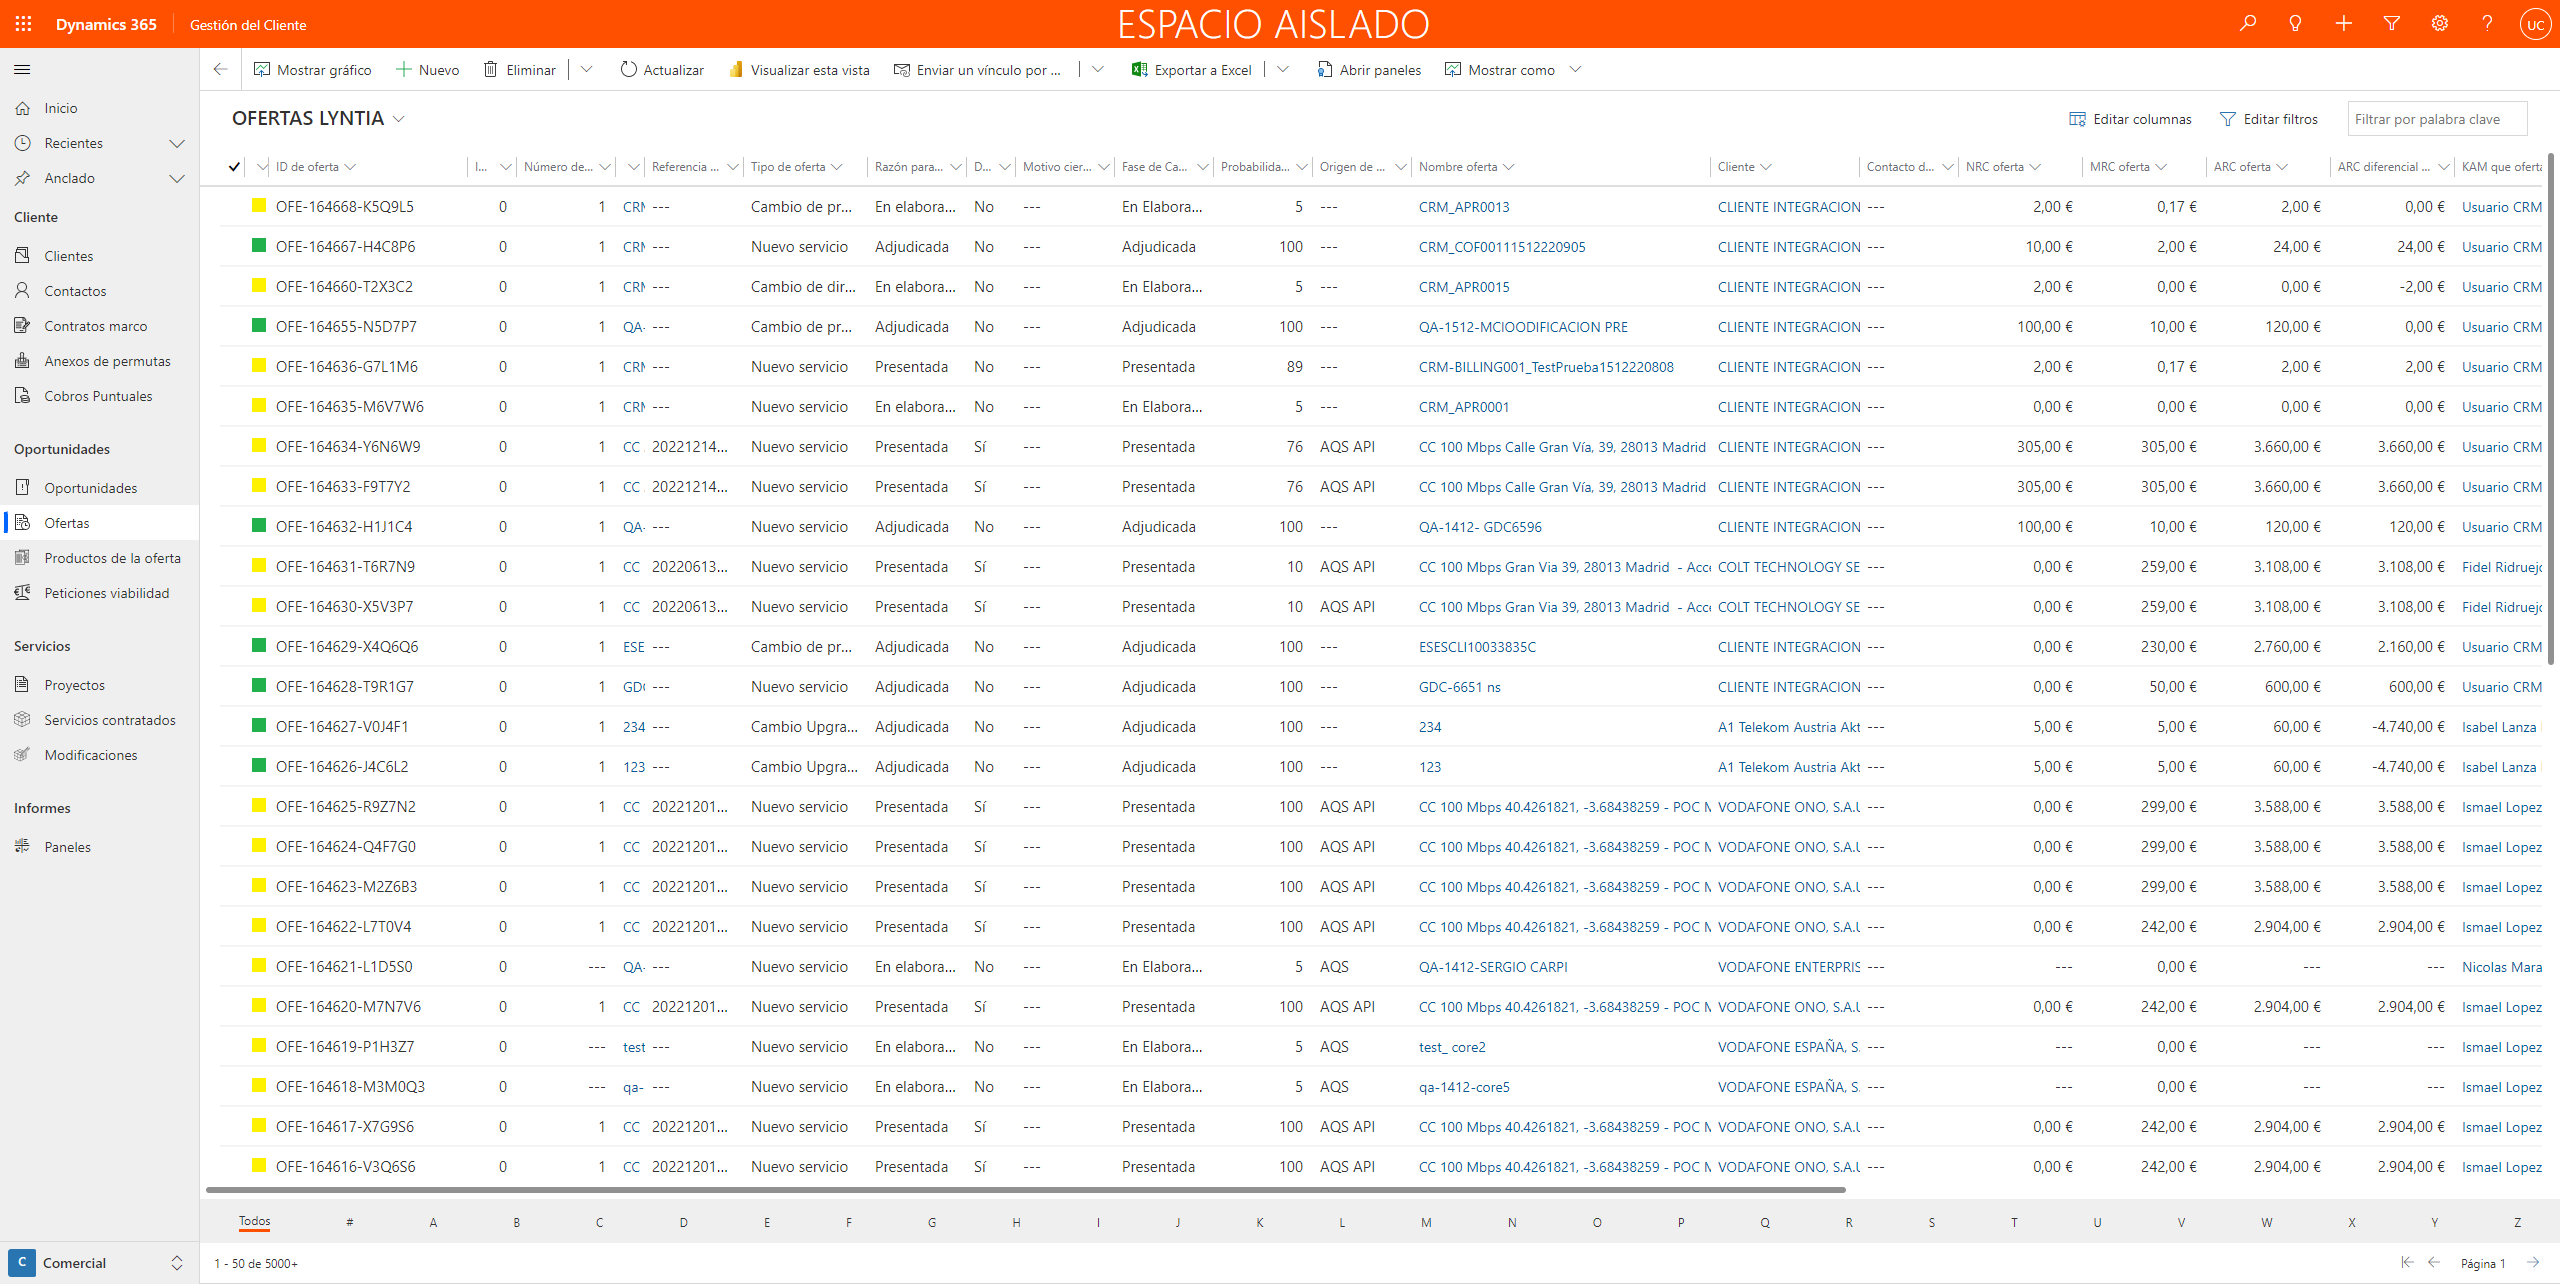 Dynamics 365 Gestión del Cliente ESPACIO AISLADO UC
Mostrar gráfico Nuevo Eliminar Actualizar Visualizar esta vista Enviar un vínculo por ... Exportar a Excel Abrir paneles Mostrar como
Inicio
Recientes
Anclado
Cliente
Clientes
Contactos
Contratos marco
Anexos de permutas
Cobros Puntuales
Oportunidades
Oportunidades
Ofertas
Productos de la oferta
Peticiones viabilidad
Servicios
Proyectos
Servicios contratados
Modificaciones
Informes
Paneles
C Comercial
OFERTAS LYNTIA Editar columnas Editar filtros Filtrar por palabra clave
ID de oferta I... Número de... Referencia ... Tipo de oferta Razón para... D... Motivo cier... Fase de Ca... Probabilida... Origen de ... Nombre oferta Cliente Contacto d... NRC oferta MRC oferta ARC oferta ARC diferencial ... KAM que oferta
OFE-164668-K5Q9L5 0 1 CRM --- Cambio de pr... En elabora... No --- En Elabora... 5 --- CRM_APR0013 CLIENTE INTEGRACION --- 2,00 € 0,17 € 2,00 € 0,00 € Usuario CRM
OFE-164667-H4C8P6 0 1 CRM --- Nuevo servicio Adjudicada No --- Adjudicada 100 --- CRM_COF00111512220905 CLIENTE INTEGRACION --- 10,00 € 2,00 € 24,00 € 24,00 € Usuario CRM
OFE-164660-T2X3C2 0 1 CRM --- Cambio de dir... En elabora... No --- En Elabora... 5 --- CRM_APR0015 CLIENTE INTEGRACION --- 2,00 € 0,00 € 0,00 € -2,00 € Usuario CRM
OFE-164655-N5D7P7 0 1 QA- --- Cambio de pr... Adjudicada No --- Adjudicada 100 --- QA-1512-MCIOODIFICACION PRE CLIENTE INTEGRACION --- 100,00 € 10,00 € 120,00 € 0,00 € Usuario CRM
OFE-164636-G7L1M6 0 1 CRM --- Nuevo servicio Presentada No --- Presentada 89 --- CRM-BILLING001_TestPrueba1512220808 CLIENTE INTEGRACION --- 2,00 € 0,17 € 2,00 € 2,00 € Usuario CRM
OFE-164635-M6V7W6 0 1 CRM --- Nuevo servicio En elabora... No --- En Elabora... 5 --- CRM_APR0001 CLIENTE INTEGRACION --- 0,00 € 0,00 € 0,00 € 0,00 € Usuario CRM
OFE-164634-Y6N6W9 0 1 CC 20221214... Nuevo servicio Presentada Sí --- Presentada 76 AQS API CC 100 Mbps Calle Gran Vía, 39, 28013 Madrid CLIENTE INTEGRACION --- 305,00 € 305,00 € 3.660,00 € 3.660,00 € Usuario CRM
OFE-164633-F9T7Y2 0 1 CC 20221214... Nuevo servicio Presentada Sí --- Presentada 76 AQS API CC 100 Mbps Calle Gran Vía, 39, 28013 Madrid CLIENTE INTEGRACION --- 305,00 € 305,00 € 3.660,00 € 3.660,00 € Usuario CRM
OFE-164632-H1J1C4 0 1 QA- --- Nuevo servicio Adjudicada No --- Adjudicada 100 --- QA-1412- GDC6596 CLIENTE INTEGRACION --- 100,00 € 10,00 € 120,00 € 120,00 € Usuario CRM
OFE-164631-T6R7N9 0 1 CC 20220613... Nuevo servicio Presentada Sí --- Presentada 10 AQS API CC 100 Mbps Gran Via 39, 28013 Madrid - Acce COLT TECHNOLOGY SE --- 0,00 € 259,00 € 3.108,00 € 3.108,00 € Fidel Ridruejo
OFE-164630-X5V3P7 0 1 CC 20220613... Nuevo servicio Presentada Sí --- Presentada 10 AQS API CC 100 Mbps Gran Via 39, 28013 Madrid - Acce COLT TECHNOLOGY SE --- 0,00 € 259,00 € 3.108,00 € 3.108,00 € Fidel Ridruejo
OFE-164629-X4Q6Q6 0 1 ESE --- Cambio de pr... Adjudicada No --- Adjudicada 100 --- ESESCLI10033835C CLIENTE INTEGRACION --- 0,00 € 230,00 € 2.760,00 € 2.160,00 € Usuario CRM
OFE-164628-T9R1G7 0 1 GDC --- Nuevo servicio Adjudicada No --- Adjudicada 100 --- GDC-6651 ns CLIENTE INTEGRACION --- 0,00 € 50,00 € 600,00 € 600,00 € Usuario CRM
OFE-164627-V0J4F1 0 1 234 --- Cambio Upgra... Adjudicada No --- Adjudicada 100 --- 234 A1 Telekom Austria Akt --- 5,00 € 5,00 € 60,00 € -4.740,00 € Isabel Lanza
OFE-164626-J4C6L2 0 1 123 --- Cambio Upgra... Adjudicada No --- Adjudicada 100 --- 123 A1 Telekom Austria Akt --- 5,00 € 5,00 € 60,00 € -4.740,00 € Isabel Lanza
OFE-164625-R9Z7N2 0 1 CC 20221201... Nuevo servicio Presentada Sí --- Presentada 100 AQS API CC 100 Mbps 40.4261821, -3.68438259 - POC M VODAFONE ONO, S.A.U --- 0,00 € 299,00 € 3.588,00 € 3.588,00 € Ismael Lopez
OFE-164624-Q4F7G0 0 1 CC 20221201... Nuevo servicio Presentada Sí --- Presentada 100 AQS API CC 100 Mbps 40.4261821, -3.68438259 - POC M VODAFONE ONO, S.A.U --- 0,00 € 299,00 € 3.588,00 € 3.588,00 € Ismael Lopez
OFE-164623-M2Z6B3 0 1 CC 20221201... Nuevo servicio Presentada Sí --- Presentada 100 AQS API CC 100 Mbps 40.4261821, -3.68438259 - POC M VODAFONE ONO, S.A.U --- 0,00 € 299,00 € 3.588,00 € 3.588,00 € Ismael Lopez
OFE-164622-L7T0V4 0 1 CC 20221201... Nuevo servicio Presentada Sí --- Presentada 100 AQS API CC 100 Mbps 40.4261821, -3.68438259 - POC M VODAFONE ONO, S.A.U --- 0,00 € 242,00 € 2.904,00 € 2.904,00 € Ismael Lopez
OFE-164621-L1D5S0 0 --- QA- --- Nuevo servicio En elabora... No --- En Elabora... 5 AQS QA-1412-SERGIO CARPI VODAFONE ENTERPRIS --- --- 0,00 € --- --- Nicolas Mara
OFE-164620-M7N7V6 0 1 CC 20221201... Nuevo servicio Presentada Sí --- Presentada 100 AQS API CC 100 Mbps 40.4261821, -3.68438259 - POC M VODAFONE ONO, S.A.U --- 0,00 € 242,00 € 2.904,00 € 2.904,00 € Ismael Lopez
OFE-164619-P1H3Z7 0 --- test --- Nuevo servicio En elabora... No --- En Elabora... 5 AQS test_ core2 VODAFONE ESPAÑA, S. --- --- 0,00 € --- --- Ismael Lopez
OFE-164618-M3M0Q3 0 --- qa- --- Nuevo servicio En elabora... No --- En Elabora... 5 AQS qa-1412-core5 VODAFONE ESPAÑA, S. --- --- 0,00 € --- --- Ismael Lopez
OFE-164617-X7G9S6 0 1 CC 20221201... Nuevo servicio Presentada Sí --- Presentada 100 AQS API CC 100 Mbps 40.4261821, -3.68438259 - POC M VODAFONE ONO, S.A.U --- 0,00 € 242,00 € 2.904,00 € 2.904,00 € Ismael Lopez
OFE-164616-V3Q6S6 0 1 CC 20221201... Nuevo servicio Presentada Sí --- Presentada 100 AQS API CC 100 Mbps 40.4261821, -3.68438259 - POC M VODAFONE ONO, S.A.U --- 0,00 € 242,00 € 2.904,00 € 2.904,00 € Ismael Lopez
Todos # A B C D E F G H I J K L M N O P Q R S T U V W X Y Z
1 - 50 de 5000+ Página 1